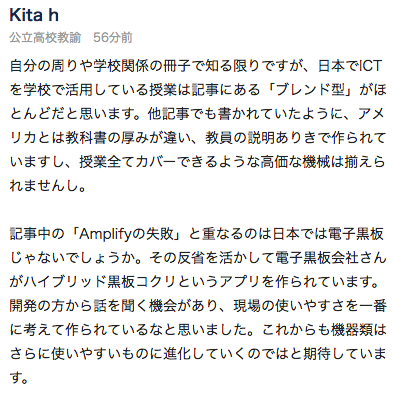 Kita h
公立高校教諭　56分前
自分の周りや学校関係の冊子で知る限りですが、日本でICT
を学校で活用している授業は記事にある「ブレンド型」がほ
とんどだと思います。他記事でも書かれていたように、アメ
リカとは教科書の厚みが違い、教員の説明ありきで作られて
いますし、授業全てカバーできるような高価な機械は揃えら
れませんし。
記事中の「Amplifyの失敗」と重なるのは日本では電子黒板
じゃないでしょうか。その反省を活かして電子黒板会社さん
がハイブリッド黒板コクリというアプリを作られています。
開発の方から話を聞く機会があり、現場の使いやすさを一番
に考えて作られているなと思いました。これからも機器類は
さらに使いやすいものに進化していくのではと期待していま
す。